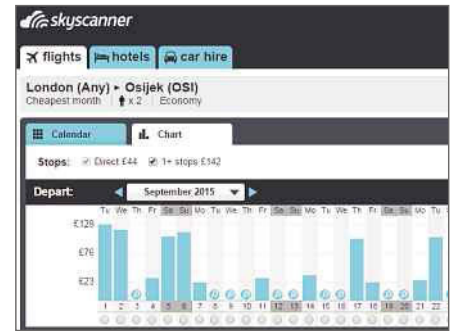 skyscanner
flights hotels car hire
London (Any) ▸ Osijek (OSI)
Cheapest month x 2 Economy
Calendar Chart
Stops: Direct £44 1+ stops £142
Depart: September 2015
Tu We Th Fr Sa Su Mo Tu We Th Fr Sa Su Mo Tu We Th Fr Sa Su Mo Tu
£129
£76
£23
1 2 3 4 5 6 7 8 9 10 11 12 13 14 15 16 17 18 19 20 21 22